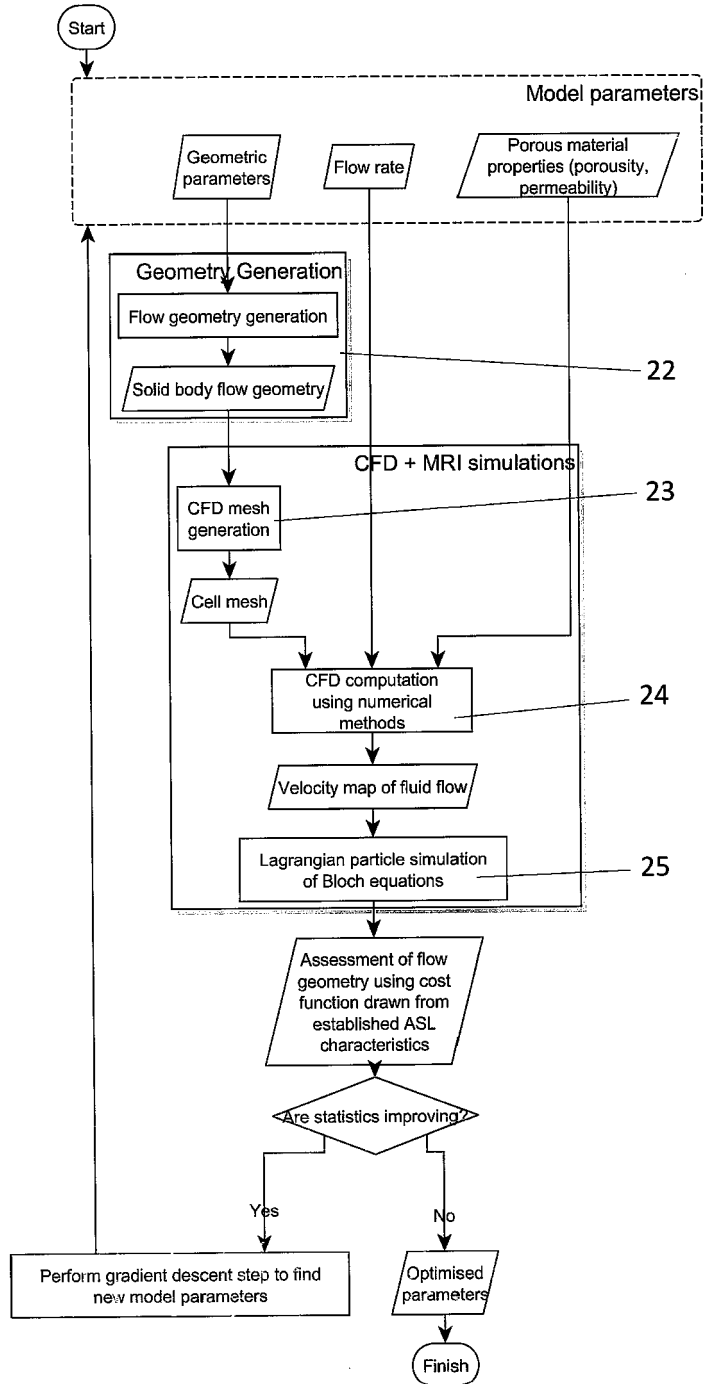 Start
Model parameters
Geometric
parameters
Flow rate
Porous material
properties (porousity,
permeability)
Geometry Generation
Flow geometry generation
Solid body flow geometry
22
CFD + MRI simulations
CFD mesh
generation
23
Cell mesh
CFD computation
using numerical
methods
24
Velocity map of fluid flow
Lagrangian particle simulation
of Bloch equations
25
Assessment of flow
geometry using cost
function drawn from
established ASL
characteristics
Are statistics improving?
Yes
No
Perform gradient descent step to find
new model parameters
Optimised
parameters
Finish